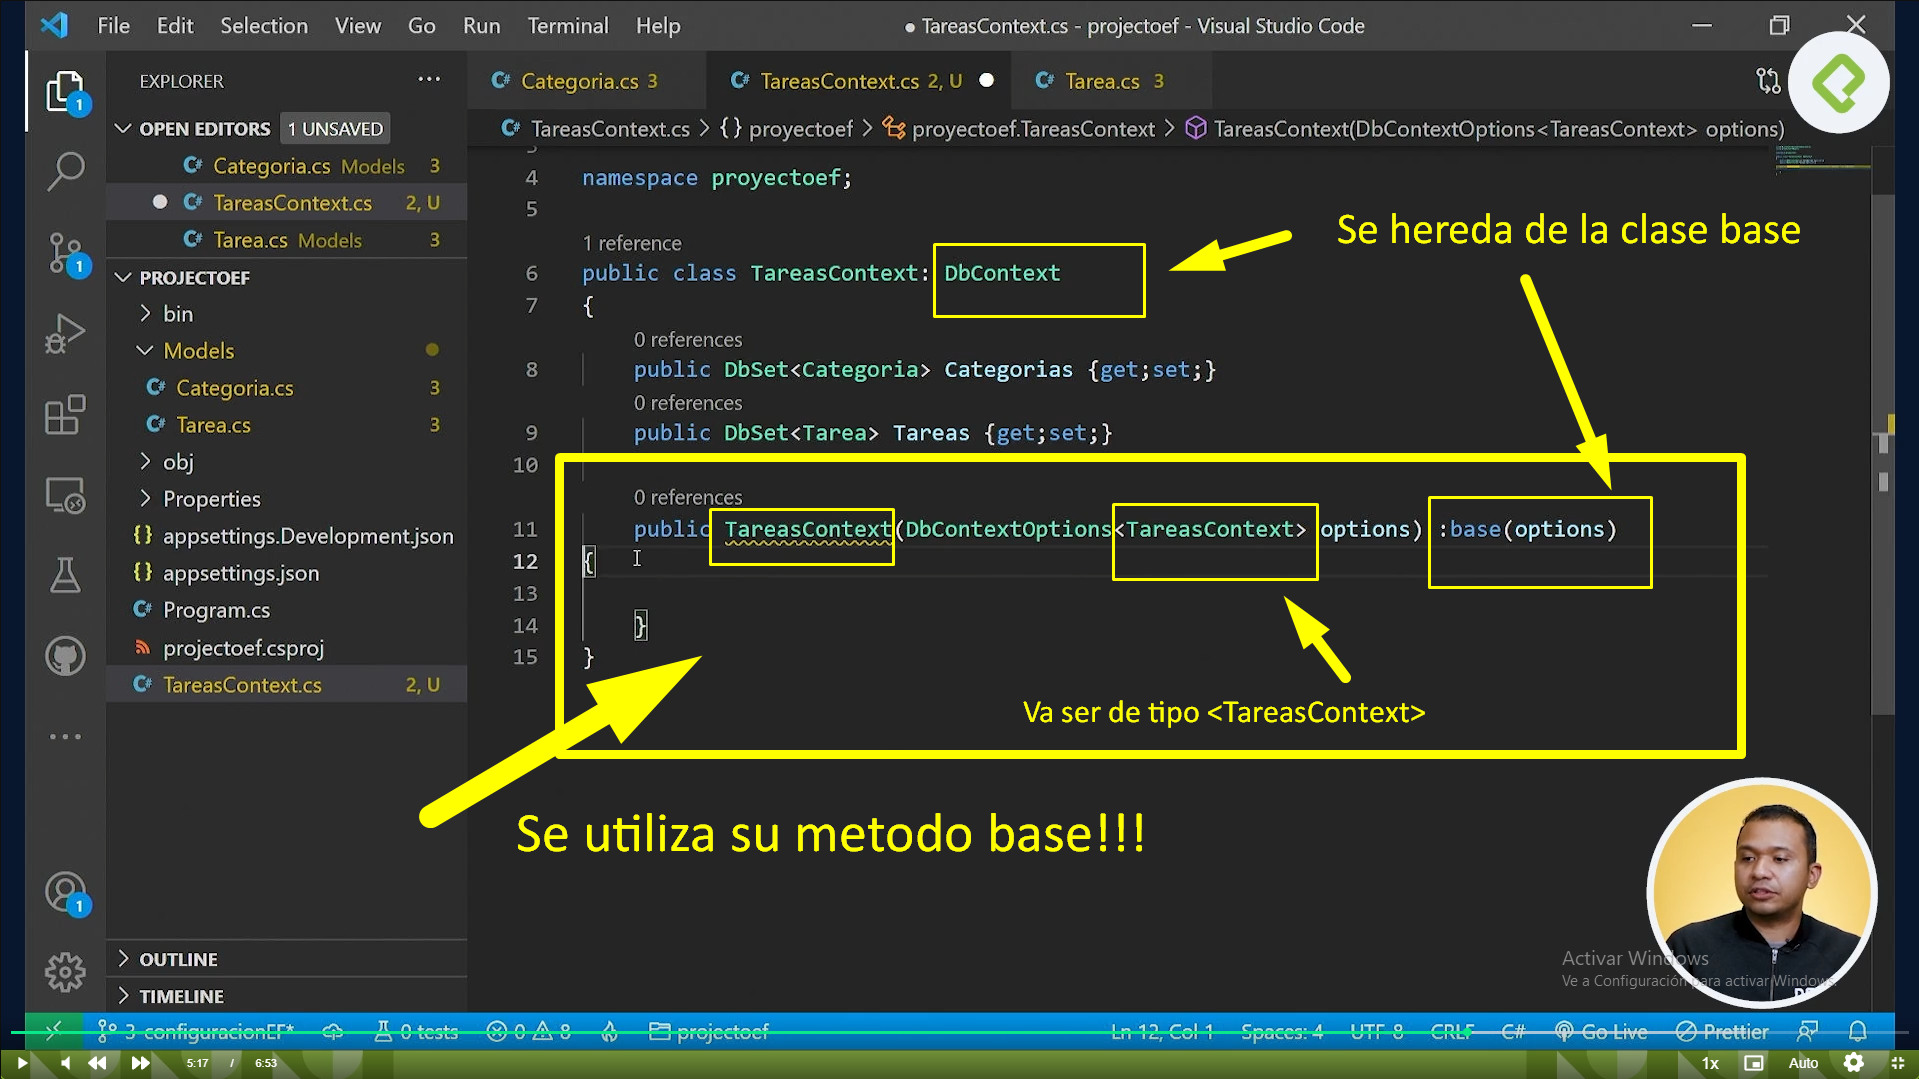 File Edit Selection View Go Run Terminal Help
● TareasContext.cs - projectoef - Visual Studio Code
EXPLORER ...
Categoria.cs 3
TareasContext.cs 2, U
Tarea.cs 3
OPEN EDITORS 1 UNSAVED
TareasContext.cs > {} proyectoef > proyectoef.TareasContext > TareasContext(DbContextOptions<TareasContext> options)
Categoria.cs Models 3
TareasContext.cs 2, U
Tarea.cs Models 3
PROJECTOEF
bin
Models
Categoria.cs 3
Tarea.cs 3
obj
Properties
appsettings.Development.json
appsettings.json
Program.cs
projectoef.csproj
TareasContext.cs 2, U
OUTLINE
TIMELINE
3
4 namespace proyectoef;
5
1 reference
6 public class TareasContext: DbContext
7 {
0 references
8 public DbSet<Categoria> Categorias {get;set;}
0 references
9 public DbSet<Tarea> Tareas {get;set;}
10
0 references
11 public TareasContext(DbContextOptions<TareasContext> options) :base(options)
12 {
13
14 }
15 }
Se hereda de la clase base
Va ser de tipo <TareasContext>
Se utiliza su metodo base!!!
Activar Windows
Ve a Configuración para activar Windows.
1
1
1
3-configuracionEF* 0 tests 0 8 projectoef
Ln 12, Col 1 Spaces: 4 UTF-8 CRLF C# Go Live Prettier
5:17 / 6:53
1x Auto